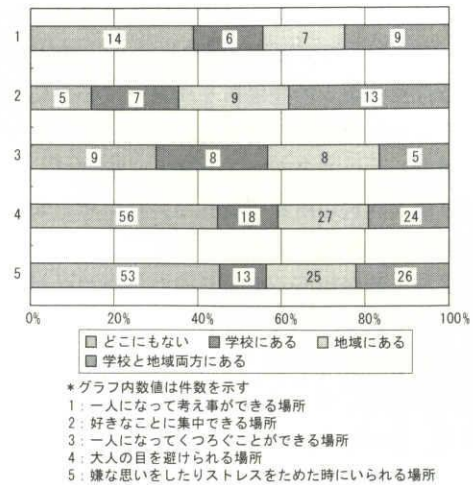 1 14 6 7 9
2 5 7 9 13
3 9 8 8 5
4 56 18 27 24
5 53 13 25 26
0% 20% 40% 60% 80% 100%
どこにもない 学校にある 地域にある
学校と地域両方にある
*グラフ内数値は件数を示す
1:一人になって考え事ができる場所
2:好きなことに集中できる場所
3:一人になってくつろぐことができる場所
4:大人の目を避けられる場所
5:嫌な思いをしたりストレスをためた時にいられる場所